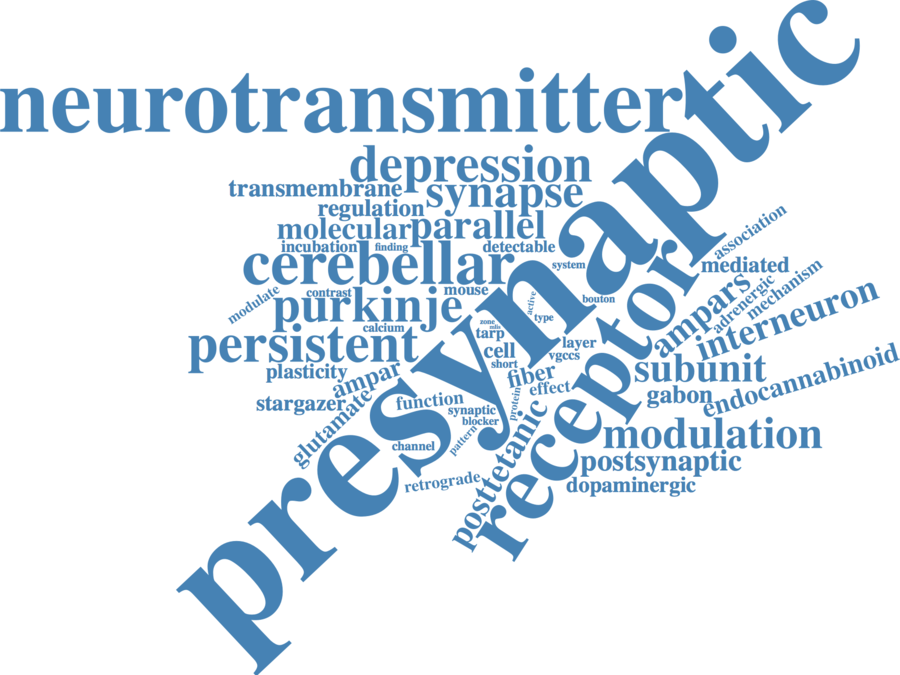 neurotransmitter
presynaptic
depression
transmembrane
synapse
regulation
molecular
parallel
incubation
finding
detectable
cerebellar
system
association
mediated
modulate
contrast
mouse
purkinje
calcium
active
type
bouton
ampars
adrenergic
mechanism
interneuron
persistent
zone
mlis
tarp
cell
short
layer
vgccs
plasticity
ampar
fiber
effect
subunit
gabon
endocannabinoid
stargazer
glutamate
function
synaptic
blocker
protein
receptor
modulation
channel
pattern
posttetanic
postsynaptic
retrograde
dopaminergic